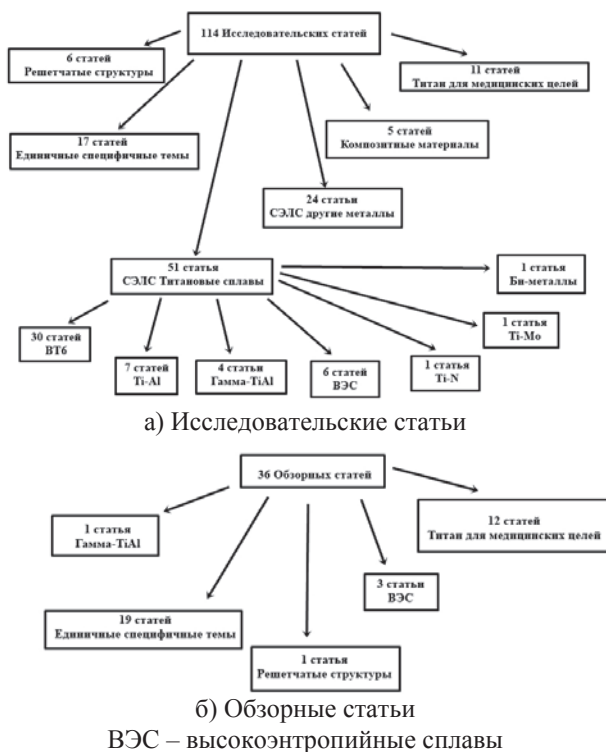 114 Исследовательских статей
6 статей
Решетчатые структуры
11 статей
Титан для медицинских целей
17 статей
Единичные специфичные темы
5 статей
Композитные материалы
24 статьи
СЭЛС другие металлы
51 статья
СЭЛС Титановые сплавы
1 статья
Би-металлы
30 статей
ВТ6
7 статей
Ti-Al
4 статьи
Гамма-TiAl
6 статей
ВЭС
1 статья
Ti-N
1 статья
Ti-Mo
а) Исследовательские статьи
36 Обзорных статей
1 статья
Гамма-TiAl
12 статей
Титан для медицинских целей
3 статьи
ВЭС
19 статей
Единичные специфичные темы
1 статья
Решетчатые структуры
б) Обзорные статьи
ВЭС – высокоэнтропийные сплавы